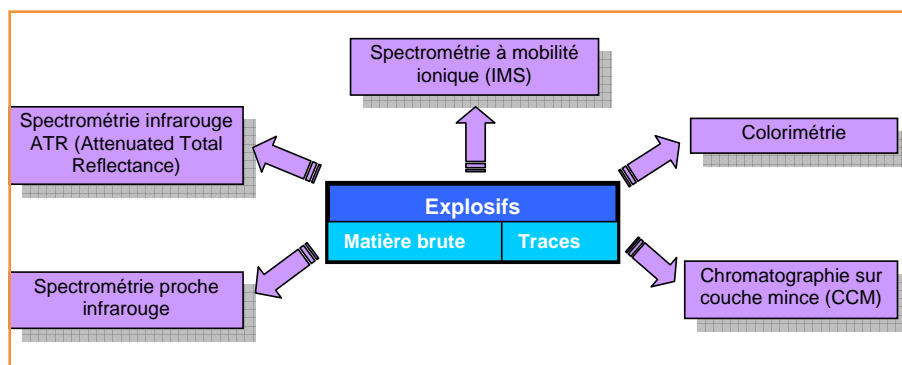 Spectrométrie à mobilité
ionique (IMS)
Spectrométrie infrarouge
ATR (Attenuated Total
Reflectance)
Colorimétrie
Explosifs
Matière brute
Traces
Spectrométrie proche
infrarouge
Chromatographie sur
couche mince (CCM)